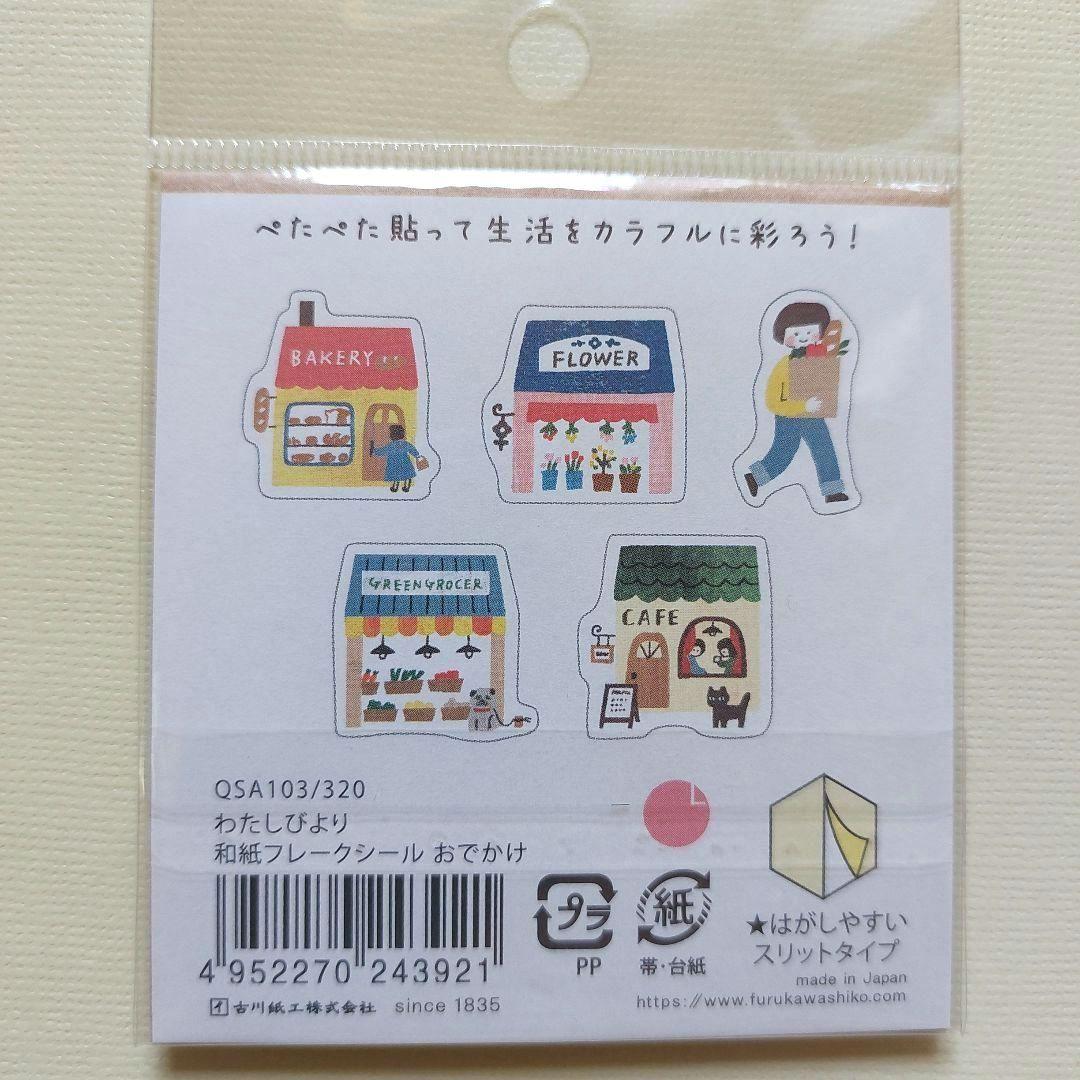 ぺたぺた貼って生活をカラフルに彩ろう!
BAKERY
FLOWER
GREENGROCER
CAFE
QSA103/320
わたしびより
和紙フレークシール おでかけ
4 952270 243921
古川紙工株式会社 since 1835
プラ
PP
紙
帯・台紙
★はがしやすい
スリットタイプ
made in Japan
https://www.furukawashiko.com